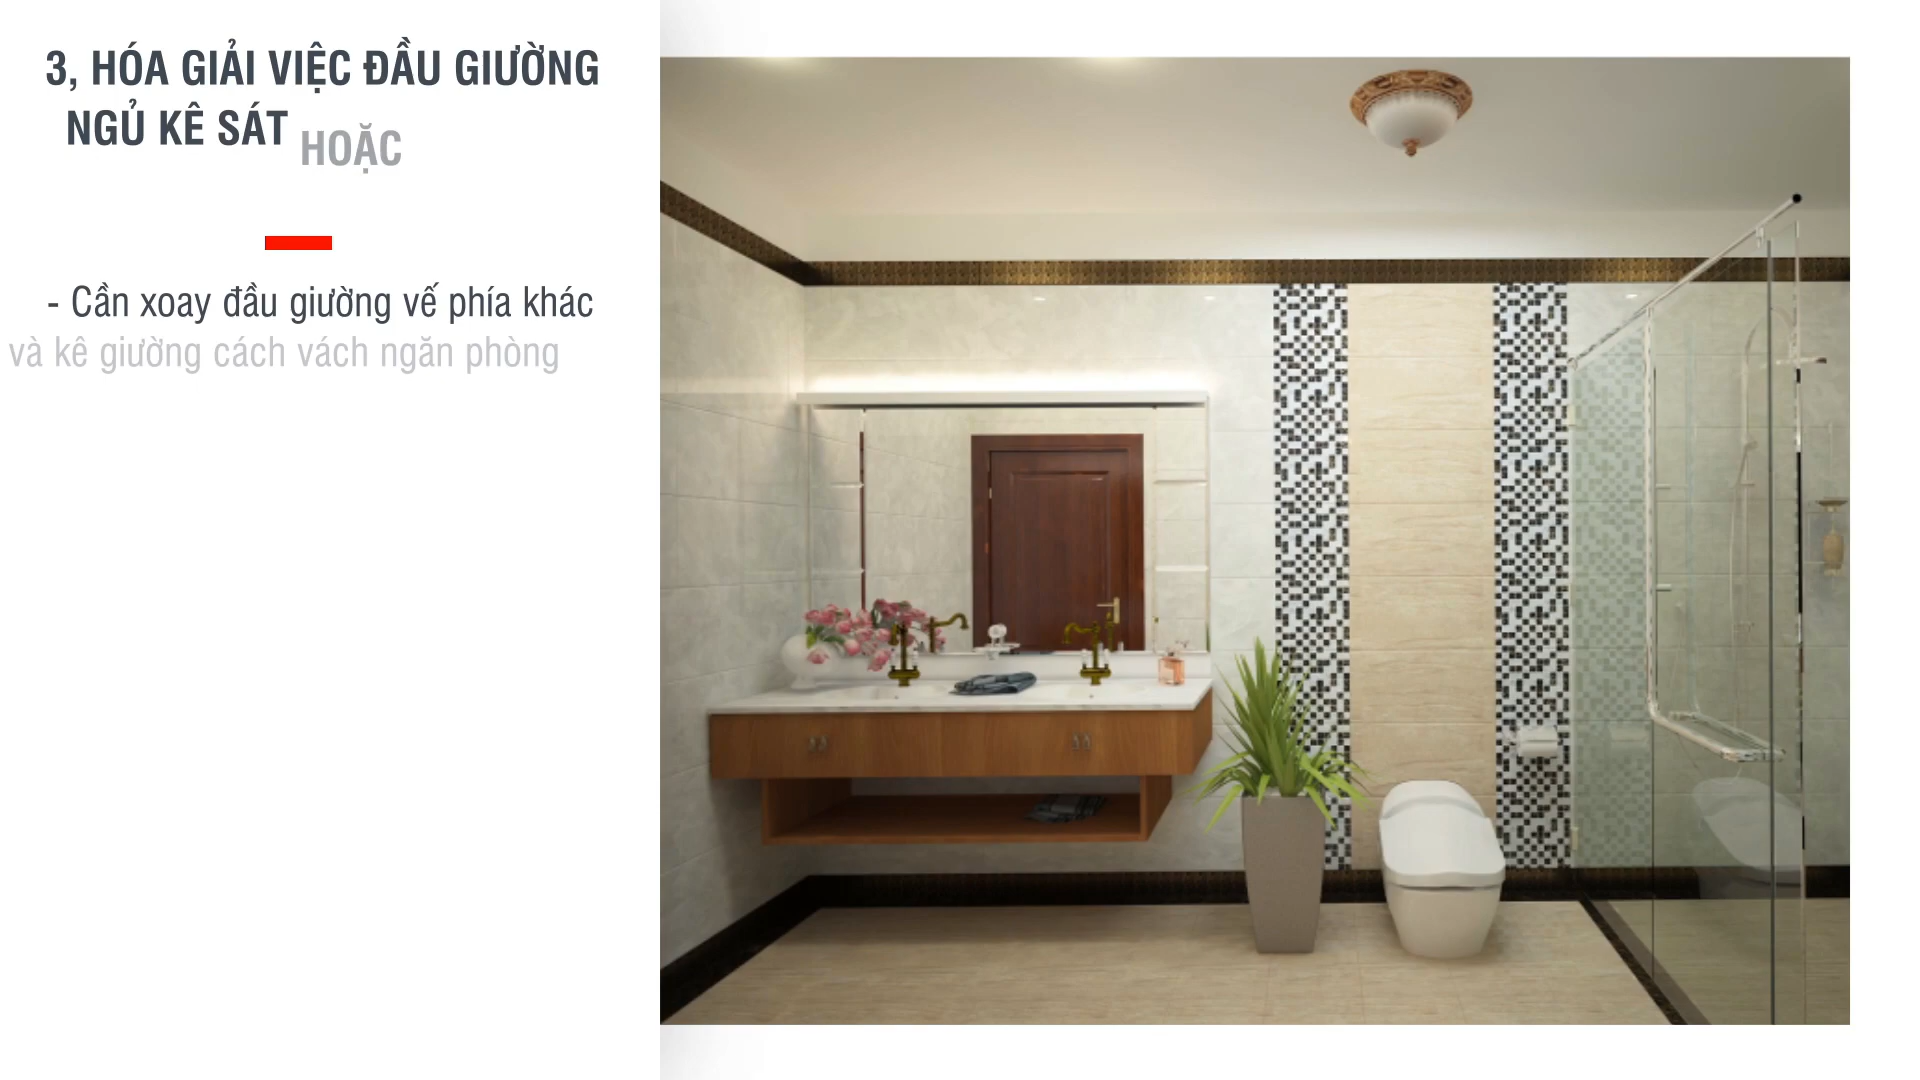 3, HÓA GIẢI VIỆC ĐẦU GIƯỜNG
NGỦ KÊ SÁT HOẶC
- Cần xoay đầu giường vế phía khác
và kê giường cách vách ngăn phòng